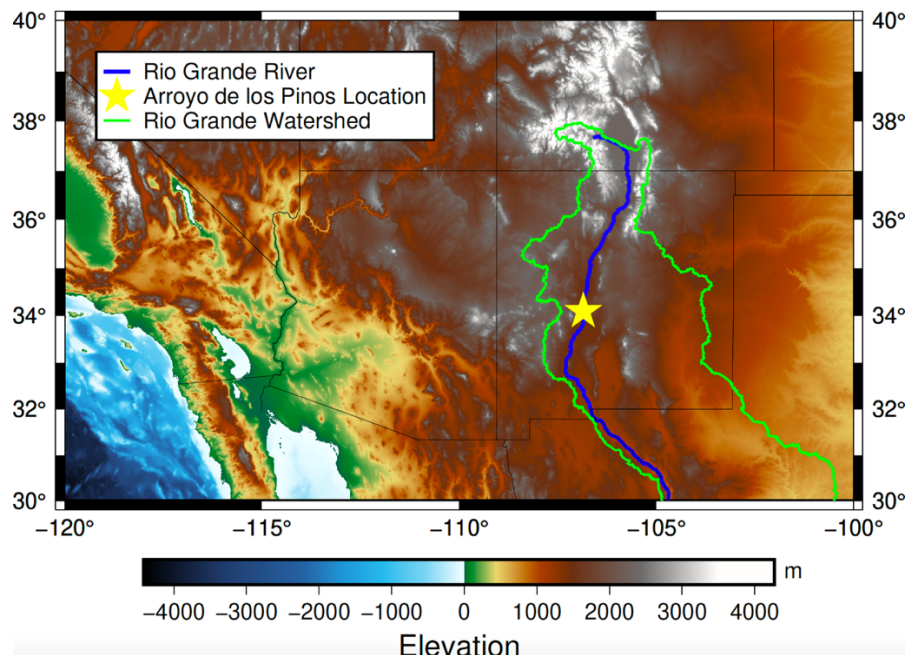 40° 40°
Rio Grande River
Arroyo de los Pinos Location
Rio Grande Watershed
38° 38°
36° 36°
34° 34°
32° 32°
30° 30°
−120° −115° −110° −105° −100°
m
−4000 −3000 −2000 −1000 0 1000 2000 3000 4000
Elevation